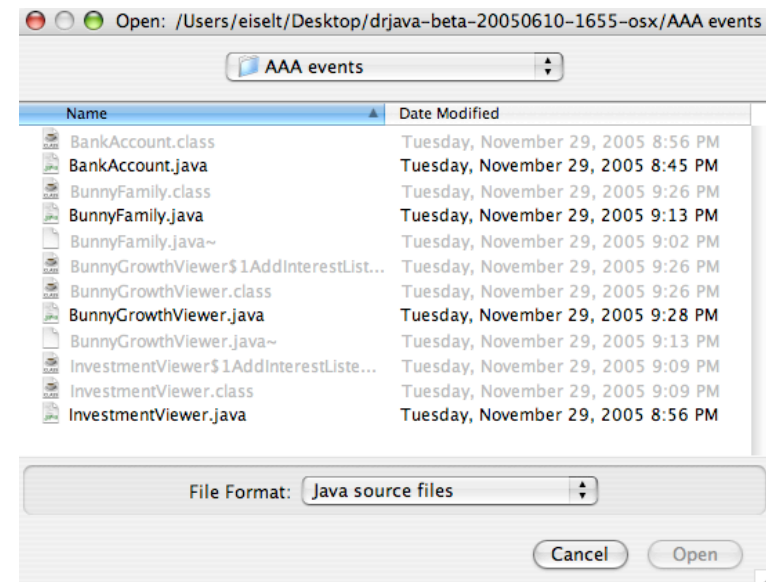 Open: /Users/eiselt/Desktop/drjava-beta-20050610-1655-osx/AAA events
AAA events
Name Date Modified
BankAccount.class Tuesday, November 29, 2005 8:56 PM
BankAccount.java Tuesday, November 29, 2005 8:45 PM
BunnyFamily.class Tuesday, November 29, 2005 9:26 PM
BunnyFamily.java Tuesday, November 29, 2005 9:13 PM
BunnyFamily.java~ Tuesday, November 29, 2005 9:02 PM
BunnyGrowthViewer$1AddInterestList... Tuesday, November 29, 2005 9:26 PM
BunnyGrowthViewer.class Tuesday, November 29, 2005 9:26 PM
BunnyGrowthViewer.java Tuesday, November 29, 2005 9:28 PM
BunnyGrowthViewer.java~ Tuesday, November 29, 2005 9:13 PM
InvestmentViewer$1AddInterestListe... Tuesday, November 29, 2005 9:09 PM
InvestmentViewer.class Tuesday, November 29, 2005 9:09 PM
InvestmentViewer.java Tuesday, November 29, 2005 8:56 PM
File Format: Java source files
Cancel Open